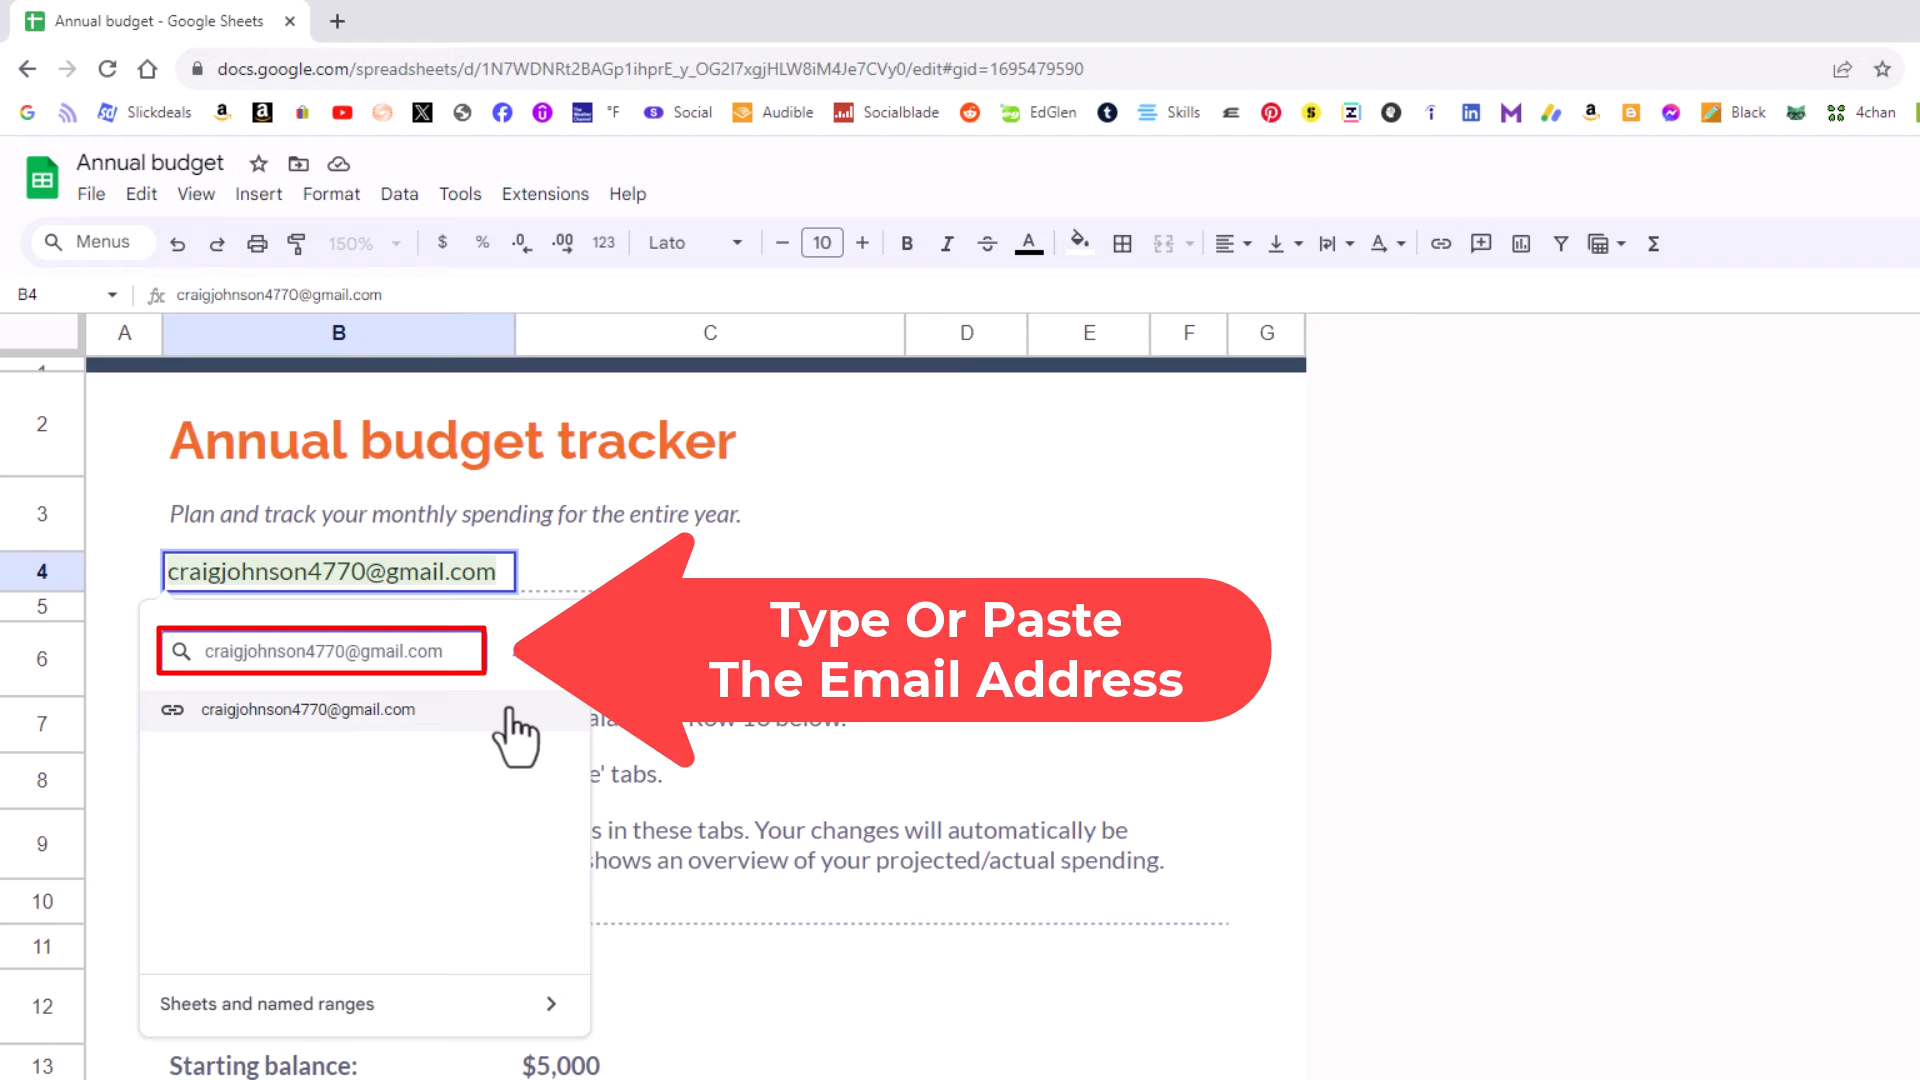 Annual budget - Google Sheets
docs.google.com/spreadsheets/d/1N7WDNRt2BAGp1ihprE_y_OG2I7xgjHLW8iM4Je7CVy0/edit#gid=1695479590
Slickdeals °F Social Audible Socialblade EdGlen Skills Black 4chan
Annual budget
File Edit View Insert Format Data Tools Extensions Help
Menus 150% $ % .0 .00 123 Lato 10 B I S A Σ
B4 fx craigjohnson4770@gmail.com
A B C D E F G
2 Annual budget tracker
3 Plan and track your monthly spending for the entire year.
4 craigjohnson4770@gmail.com
5
Type Or Paste
The Email Address
6 craigjohnson4770@gmail.com
craigjohnson4770@gmail.com
7
8 e' tabs.
s in these tabs. Your changes will automatically be
9
shows an overview of your projected/actual spending.
10
11
12 Sheets and named ranges
13 Starting balance: $5,000